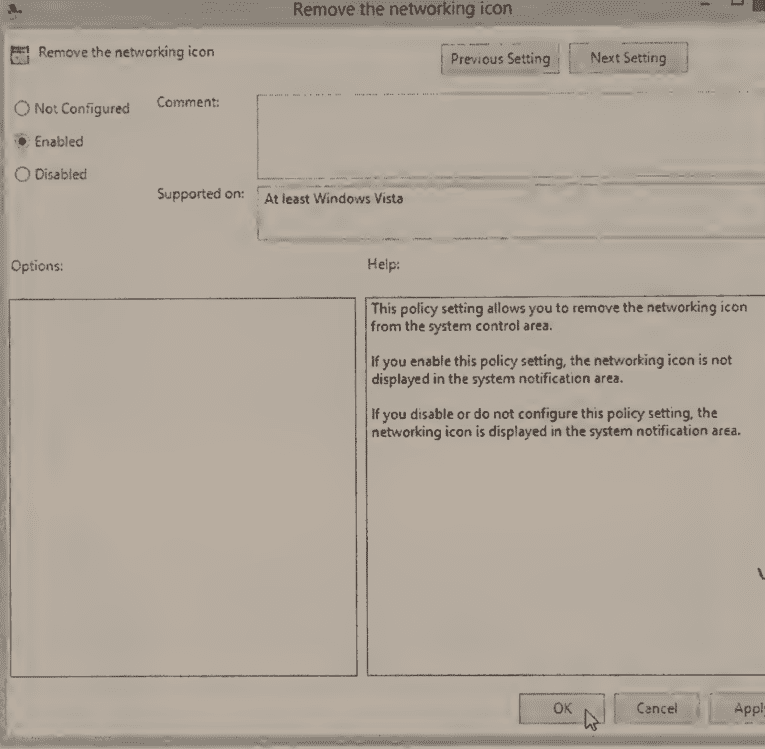 Remove the networking icon
Remove the networking icon
Previous Setting
Next Setting
Not Configured
Comment:
Enabled
Disabled
Supported on:
At least Windows Vista
Options:
Help:
This policy setting allows you to remove the networking icon
from the system control area.
If you enable this policy setting, the networking icon is not
displayed in the system notification area.
If you disable or do not configure this policy setting, the
networking icon is displayed in the system notification area.
OK
Cancel
Apply